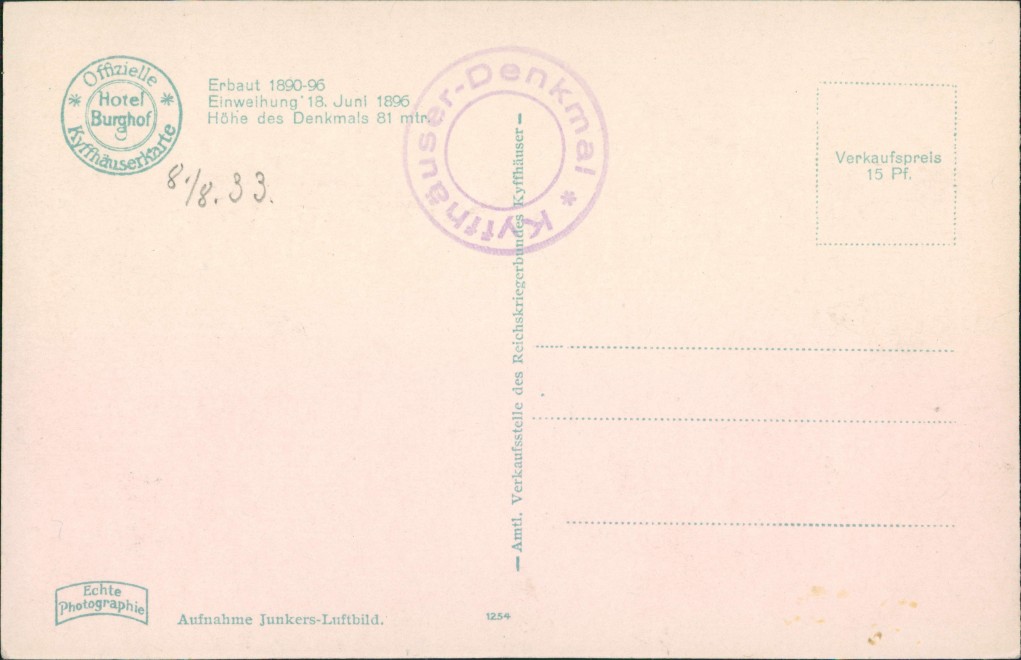 Offizielle
Hotel
Burghof
Kyffhäuserkarte
Erbaut 1890-96
Einweihung 18. Juni 1896
Höhe des Denkmals 81 mtr.
8./8. 33.
Kyffhäuser-Denkmal *
Verkaufspreis
15 Pf.
— Amtl. Verkaufsstelle des Reichskriegerbundes Kyffhäuser —
Echte
Photographie
Aufnahme Junkers-Luftbild.
1254